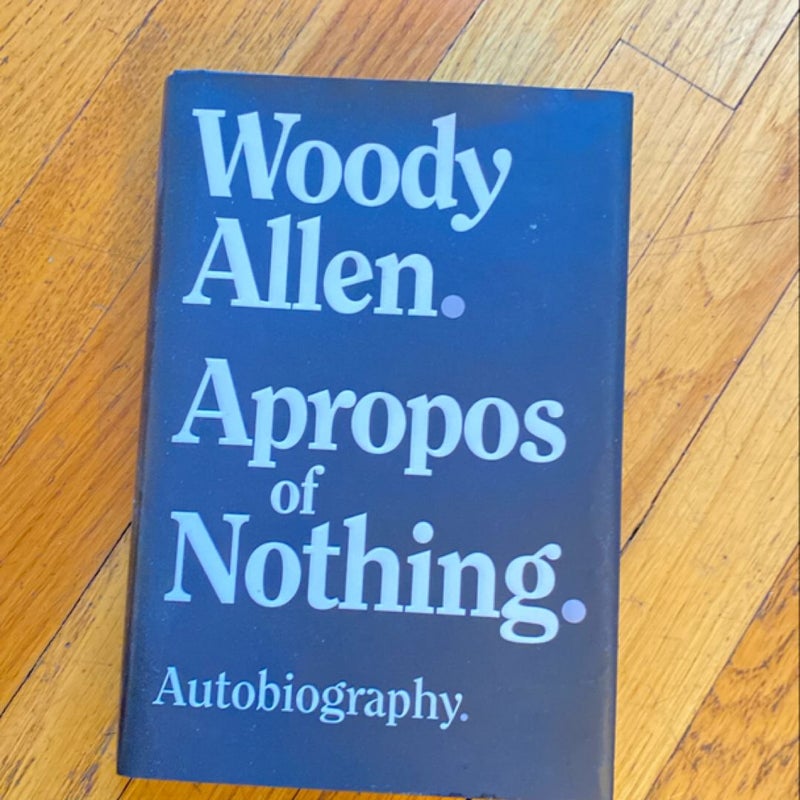 Woody
Allen.
Apropos
of
Nothing.
Autobiography.